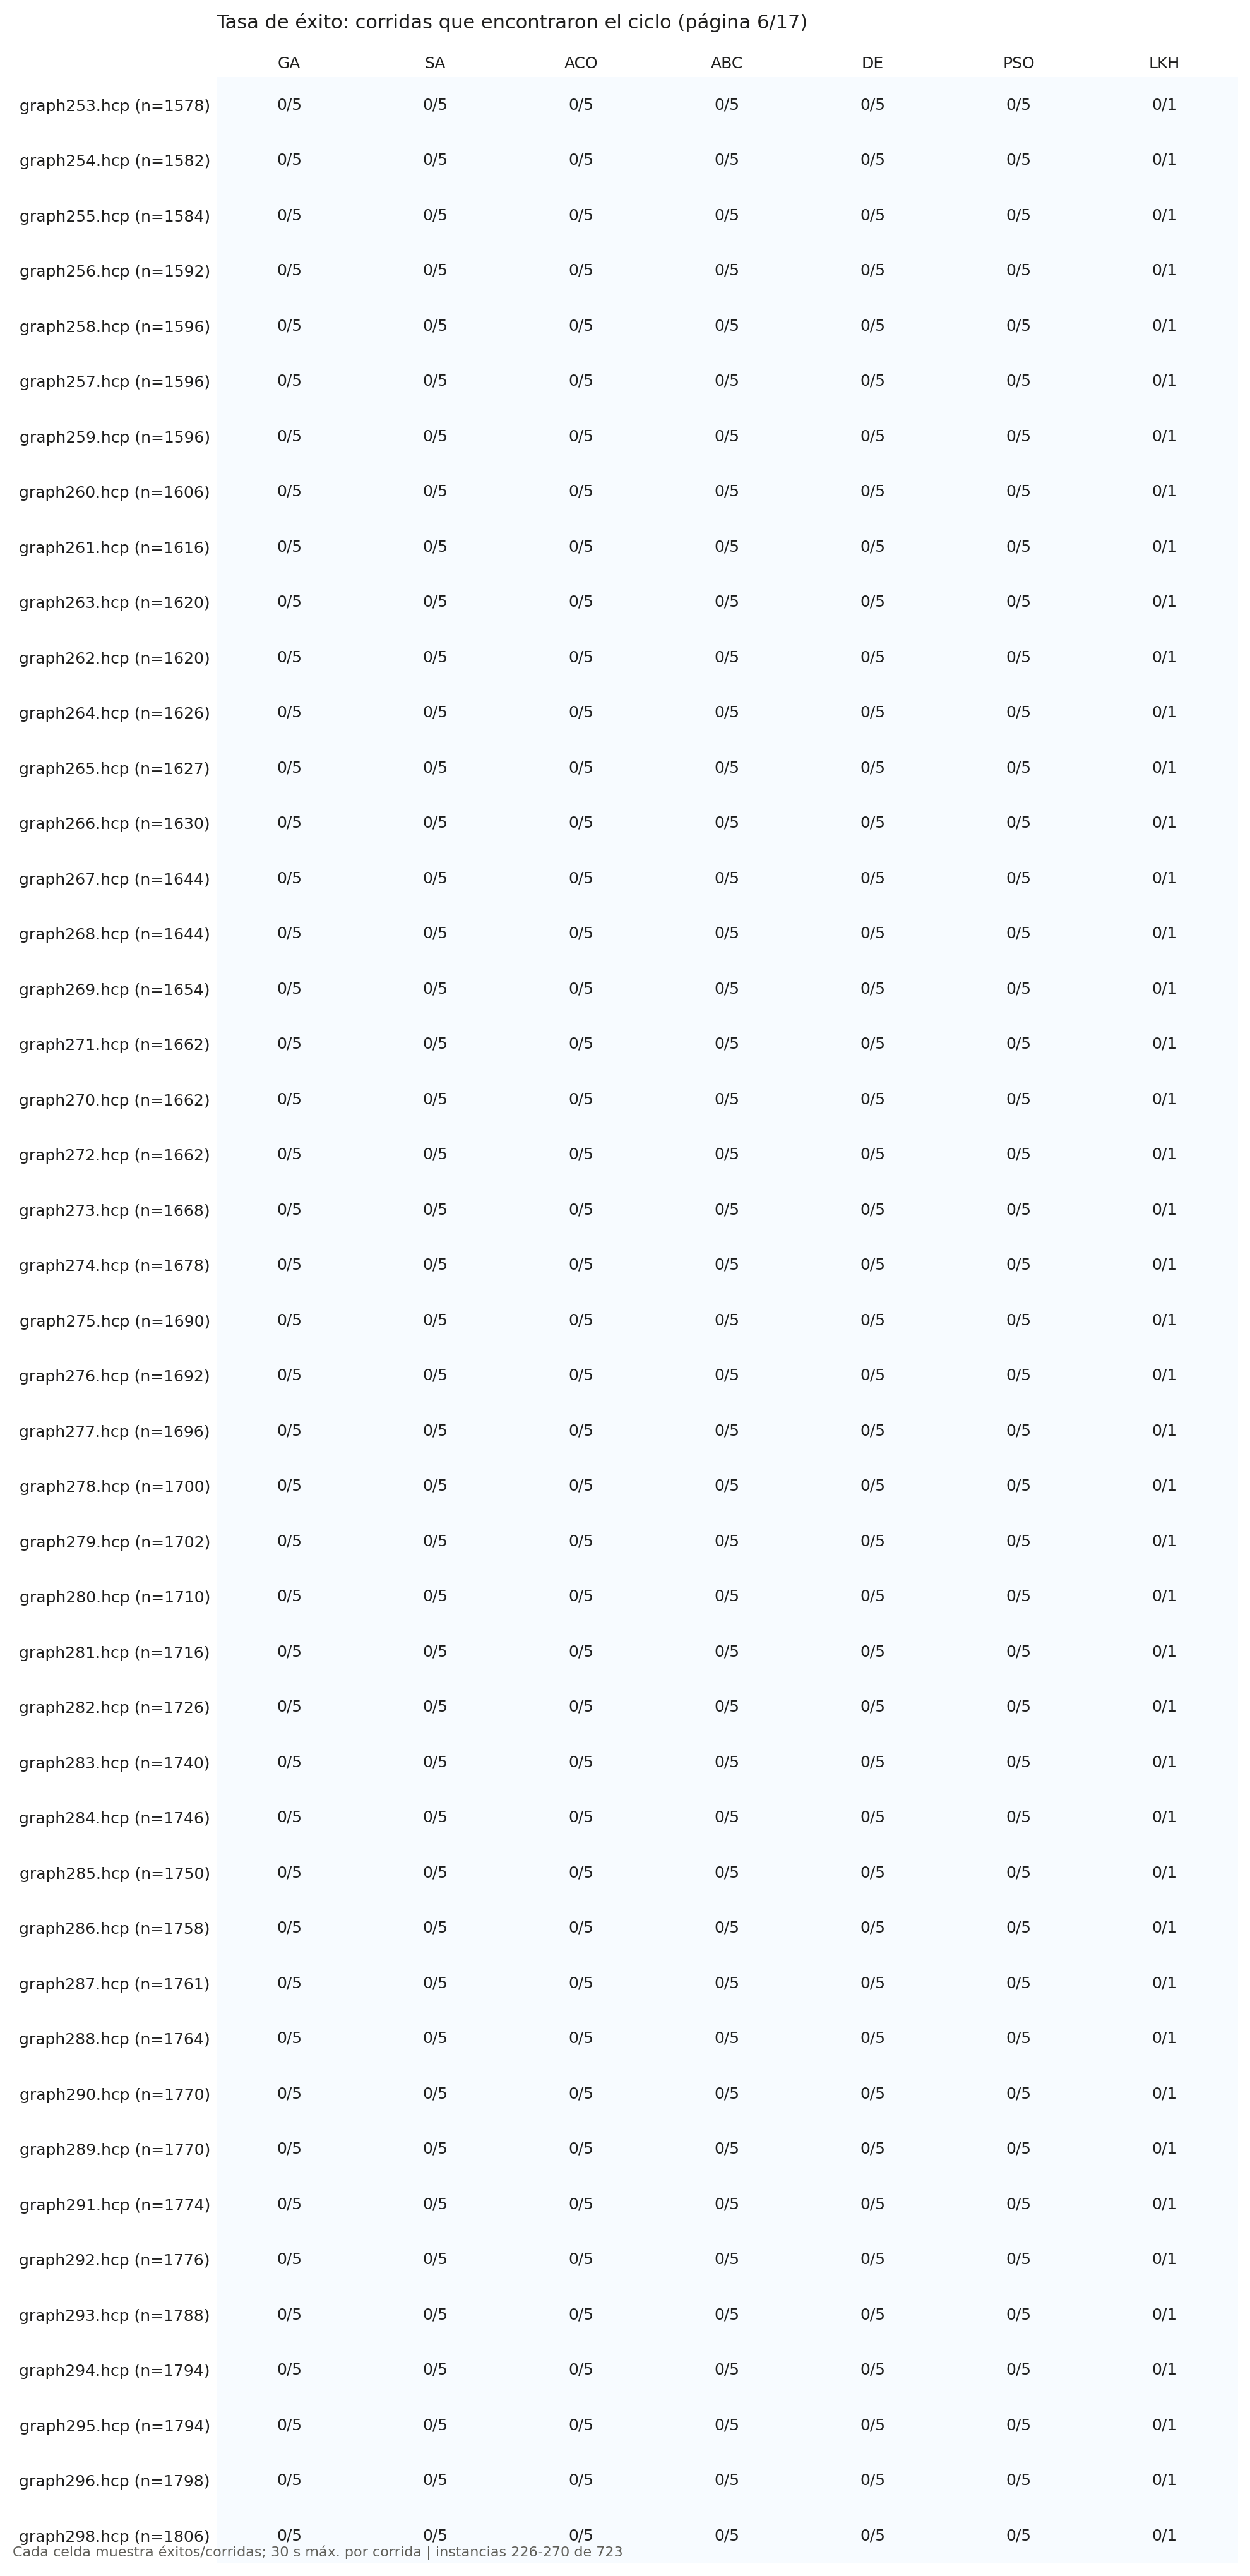 Tasa de éxito: corridas que encontraron el ciclo (página 6/17)
GA SA ACO ABC DE PSO LKH
graph253.hcp (n=1578) 0/5 0/5 0/5 0/5 0/5 0/5 0/1
graph254.hcp (n=1582) 0/5 0/5 0/5 0/5 0/5 0/5 0/1
graph255.hcp (n=1584) 0/5 0/5 0/5 0/5 0/5 0/5 0/1
graph256.hcp (n=1592) 0/5 0/5 0/5 0/5 0/5 0/5 0/1
graph258.hcp (n=1596) 0/5 0/5 0/5 0/5 0/5 0/5 0/1
graph257.hcp (n=1596) 0/5 0/5 0/5 0/5 0/5 0/5 0/1
graph259.hcp (n=1596) 0/5 0/5 0/5 0/5 0/5 0/5 0/1
graph260.hcp (n=1606) 0/5 0/5 0/5 0/5 0/5 0/5 0/1
graph261.hcp (n=1616) 0/5 0/5 0/5 0/5 0/5 0/5 0/1
graph263.hcp (n=1620) 0/5 0/5 0/5 0/5 0/5 0/5 0/1
graph262.hcp (n=1620) 0/5 0/5 0/5 0/5 0/5 0/5 0/1
graph264.hcp (n=1626) 0/5 0/5 0/5 0/5 0/5 0/5 0/1
graph265.hcp (n=1627) 0/5 0/5 0/5 0/5 0/5 0/5 0/1
graph266.hcp (n=1630) 0/5 0/5 0/5 0/5 0/5 0/5 0/1
graph267.hcp (n=1644) 0/5 0/5 0/5 0/5 0/5 0/5 0/1
graph268.hcp (n=1644) 0/5 0/5 0/5 0/5 0/5 0/5 0/1
graph269.hcp (n=1654) 0/5 0/5 0/5 0/5 0/5 0/5 0/1
graph271.hcp (n=1662) 0/5 0/5 0/5 0/5 0/5 0/5 0/1
graph270.hcp (n=1662) 0/5 0/5 0/5 0/5 0/5 0/5 0/1
graph272.hcp (n=1662) 0/5 0/5 0/5 0/5 0/5 0/5 0/1
graph273.hcp (n=1668) 0/5 0/5 0/5 0/5 0/5 0/5 0/1
graph274.hcp (n=1678) 0/5 0/5 0/5 0/5 0/5 0/5 0/1
graph275.hcp (n=1690) 0/5 0/5 0/5 0/5 0/5 0/5 0/1
graph276.hcp (n=1692) 0/5 0/5 0/5 0/5 0/5 0/5 0/1
graph277.hcp (n=1696) 0/5 0/5 0/5 0/5 0/5 0/5 0/1
graph278.hcp (n=1700) 0/5 0/5 0/5 0/5 0/5 0/5 0/1
graph279.hcp (n=1702) 0/5 0/5 0/5 0/5 0/5 0/5 0/1
graph280.hcp (n=1710) 0/5 0/5 0/5 0/5 0/5 0/5 0/1
graph281.hcp (n=1716) 0/5 0/5 0/5 0/5 0/5 0/5 0/1
graph282.hcp (n=1726) 0/5 0/5 0/5 0/5 0/5 0/5 0/1
graph283.hcp (n=1740) 0/5 0/5 0/5 0/5 0/5 0/5 0/1
graph284.hcp (n=1746) 0/5 0/5 0/5 0/5 0/5 0/5 0/1
graph285.hcp (n=1750) 0/5 0/5 0/5 0/5 0/5 0/5 0/1
graph286.hcp (n=1758) 0/5 0/5 0/5 0/5 0/5 0/5 0/1
graph287.hcp (n=1761) 0/5 0/5 0/5 0/5 0/5 0/5 0/1
graph288.hcp (n=1764) 0/5 0/5 0/5 0/5 0/5 0/5 0/1
graph290.hcp (n=1770) 0/5 0/5 0/5 0/5 0/5 0/5 0/1
graph289.hcp (n=1770) 0/5 0/5 0/5 0/5 0/5 0/5 0/1
graph291.hcp (n=1774) 0/5 0/5 0/5 0/5 0/5 0/5 0/1
graph292.hcp (n=1776) 0/5 0/5 0/5 0/5 0/5 0/5 0/1
graph293.hcp (n=1788) 0/5 0/5 0/5 0/5 0/5 0/5 0/1
graph294.hcp (n=1794) 0/5 0/5 0/5 0/5 0/5 0/5 0/1
graph295.hcp (n=1794) 0/5 0/5 0/5 0/5 0/5 0/5 0/1
graph296.hcp (n=1798) 0/5 0/5 0/5 0/5 0/5 0/5 0/1
graph298.hcp (n=1806) 0/5 0/5 0/5 0/5 0/5 0/5 0/1
Cada celda muestra éxitos/corridas; 30 s máx. por corrida | instancias 226-270 de 723